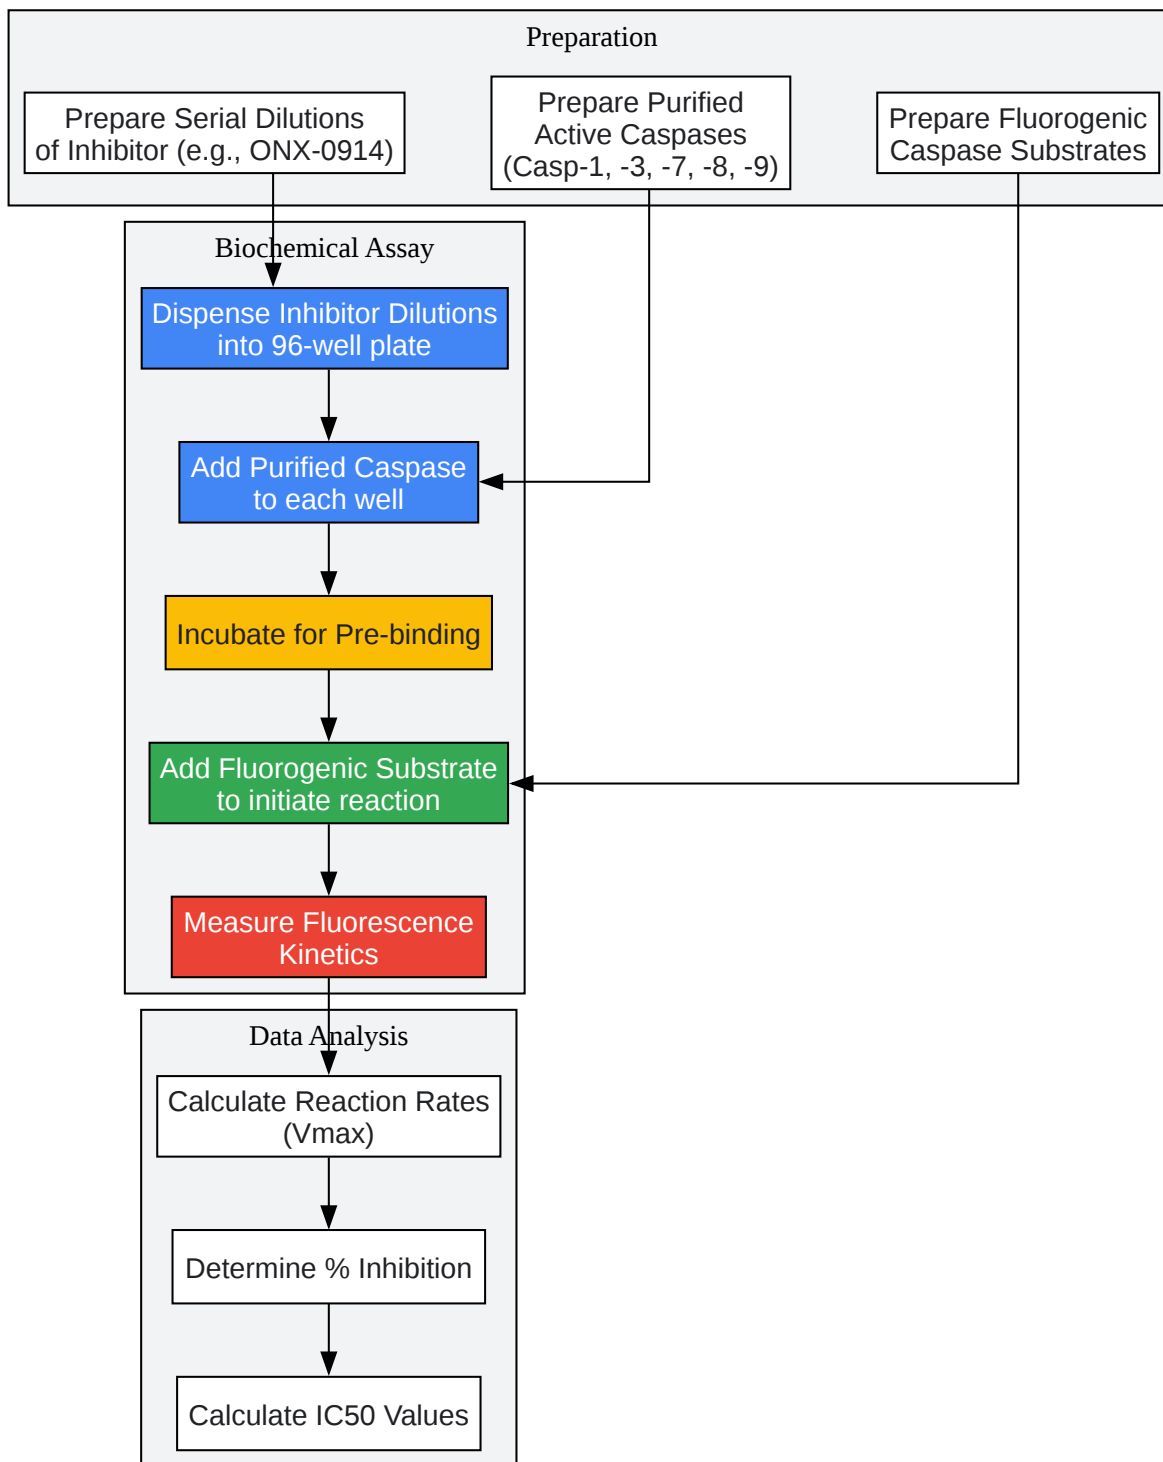 Preparation
Prepare Serial Dilutions
of Inhibitor (e.g., ONX-0914)
Prepare Purified
Active Caspases
(Casp-1, -3, -7, -8, -9)
Prepare Fluorogenic
Caspase Substrates
Biochemical Assay
Dispense Inhibitor Dilutions
into 96-well plate
Add Purified Caspase
to each well
Incubate for Pre-binding
Add Fluorogenic Substrate
to initiate reaction
Measure Fluorescence
Kinetics
Data Analysis
Calculate Reaction Rates
(Vmax)
Determine % Inhibition
Calculate IC50 Values